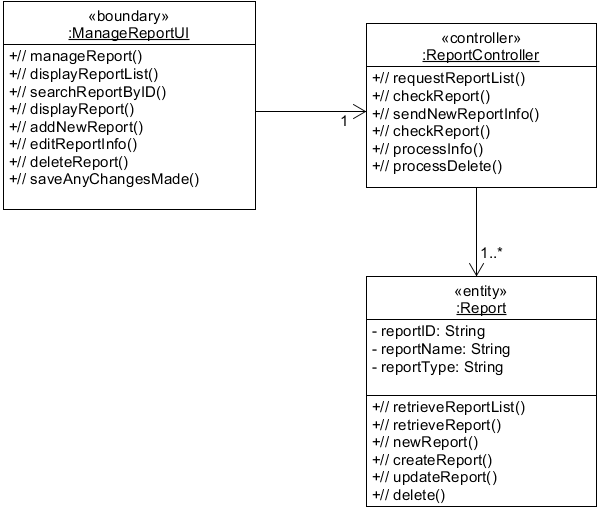 «boundary»
:ManageReportUI
+// manageReport()
+// displayReportList()
+// searchReportByID()
+// displayReport()
+// addNewReport()
+// editReportInfo()
+// deleteReport()
+// saveAnyChangesMade()
1
«controller»
:ReportController
+// requestReportList()
+// checkReport()
+// sendNewReportInfo()
+// checkReport()
+// processInfo()
+// processDelete()
1..*
«entity»
:Report
- reportID: String
- reportName: String
- reportType: String
+// retrieveReportList()
+// retrieveReport()
+// newReport()
+// createReport()
+// updateReport()
+// delete()